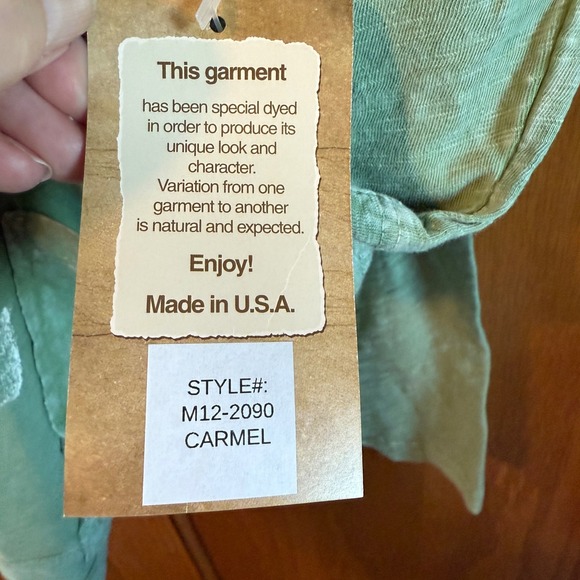 This garment
has been special dyed
in order to produce its
unique look and
character.
Variation from one
garment to another
is natural and expected.
Enjoy!
Made in U.S.A.
STYLE#:
M12-2090
CARMEL